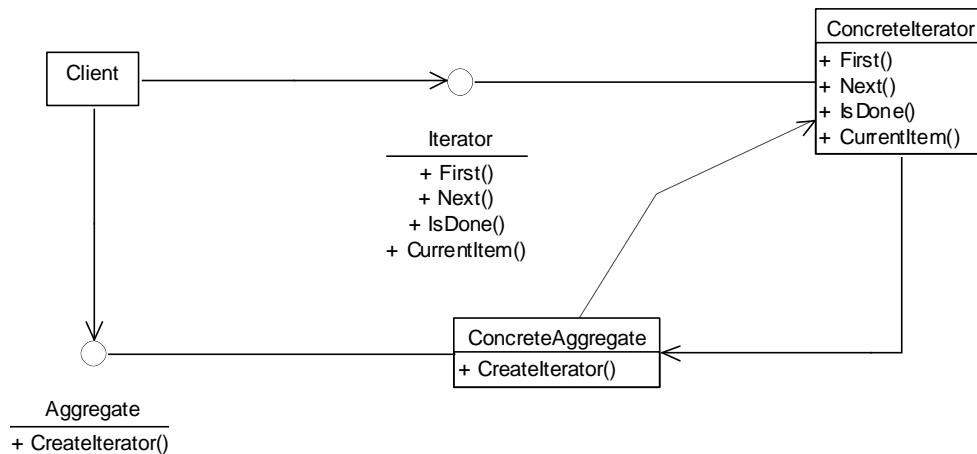 Client
ConcreteIterator
+ First()
+ Next()
+ IsDone()
+ CurrentItem()
Iterator
+ First()
+ Next()
+ IsDone()
+ CurrentItem()
ConcreteAggregate
+ CreateIterator()
Aggregate
+ CreateIterator()